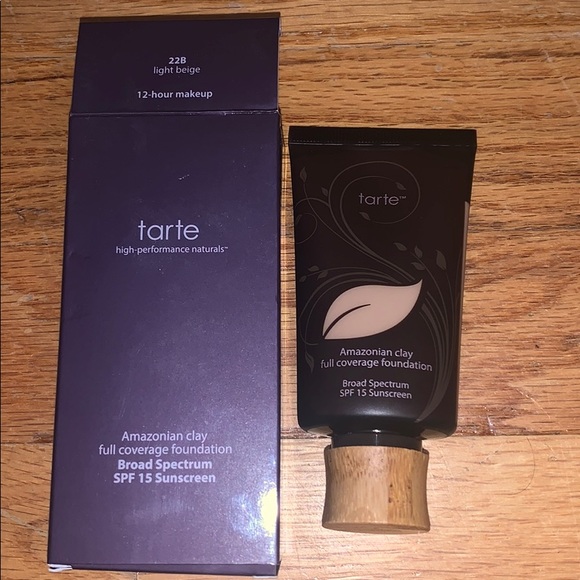 22B
light beige
12-hour makeup
tarte
high-performance naturals™
Amazonian clay
full coverage foundation
Broad Spectrum
SPF 15 Sunscreen
tarte™
Amazonian clay
full coverage foundation
Broad Spectrum
SPF 15 Sunscreen